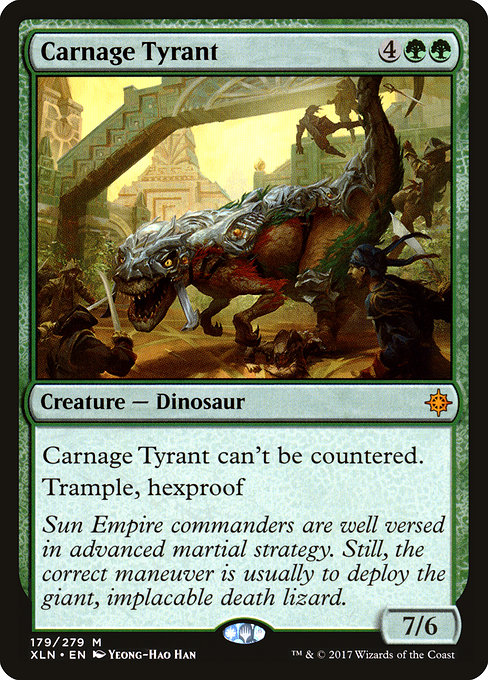 Carnage Tyrant 4
Creature — Dinosaur
Carnage Tyrant can't be countered.
Trample, hexproof
Sun Empire commanders are well versed
in advanced martial strategy. Still, the
correct maneuver is usually to deploy the
giant, implacable death lizard.
7/6
179/279 M
XLN • EN Yeong-Hao Han ™ & © 2017 Wizards of the Coast